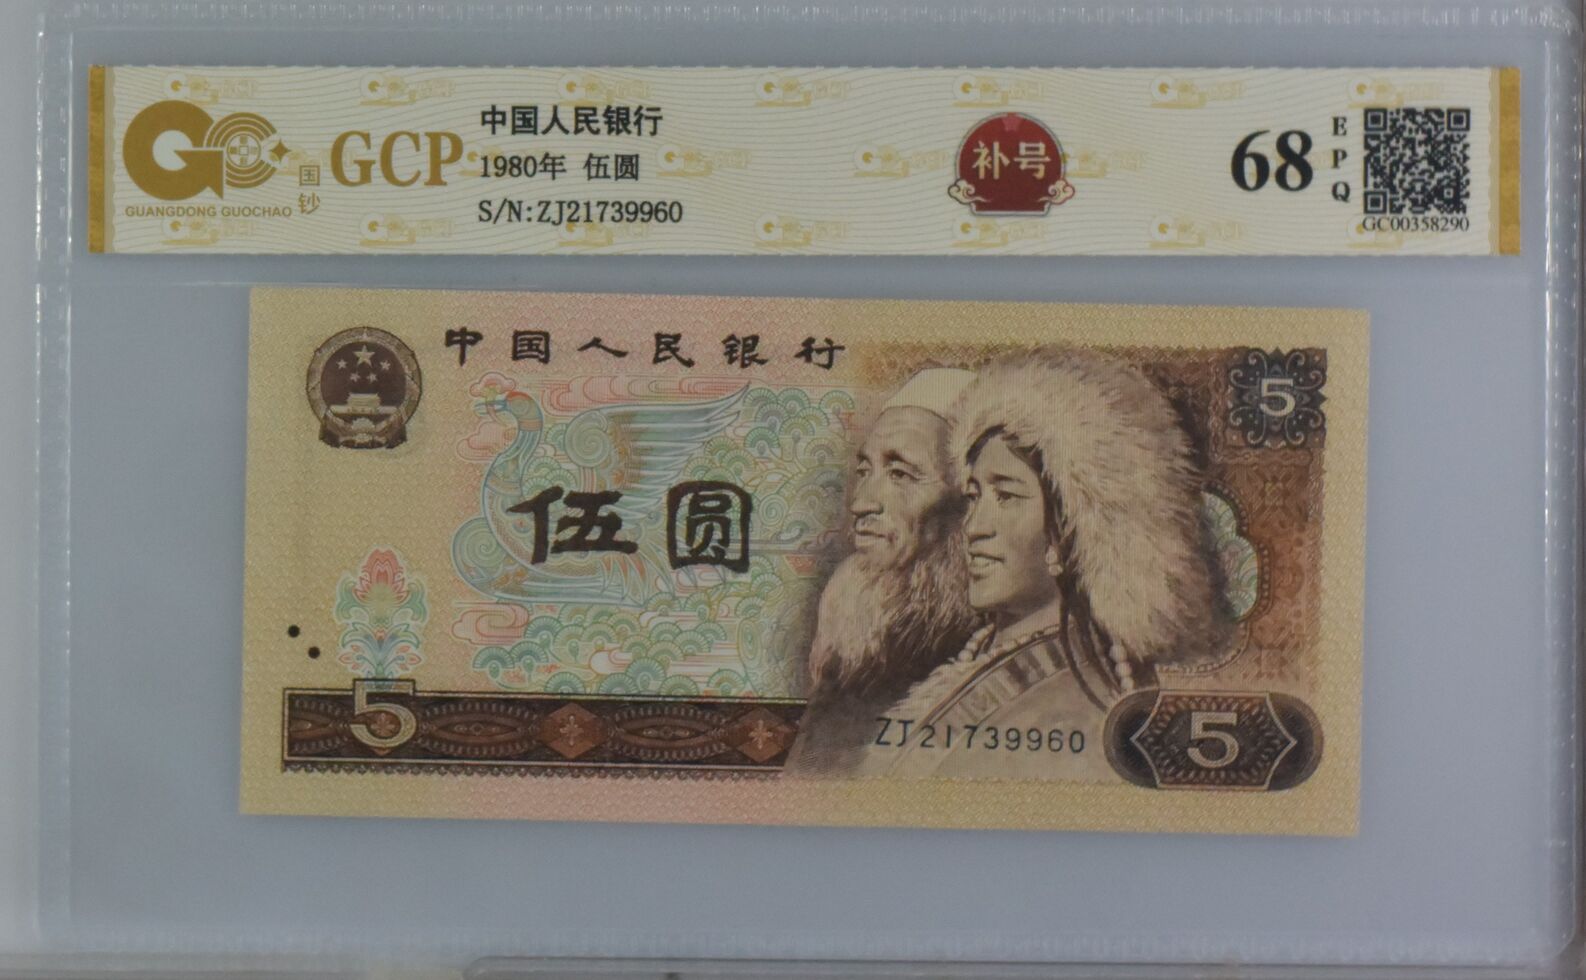 GUANGDONG GUOCHAO
国钞
GCP
中国人民银行
1980年 伍圆
S/N:ZJ21739960
补号
68
EPQ
GC00358290
中国人民银行
5
伍圆
5
ZJ21739960
5